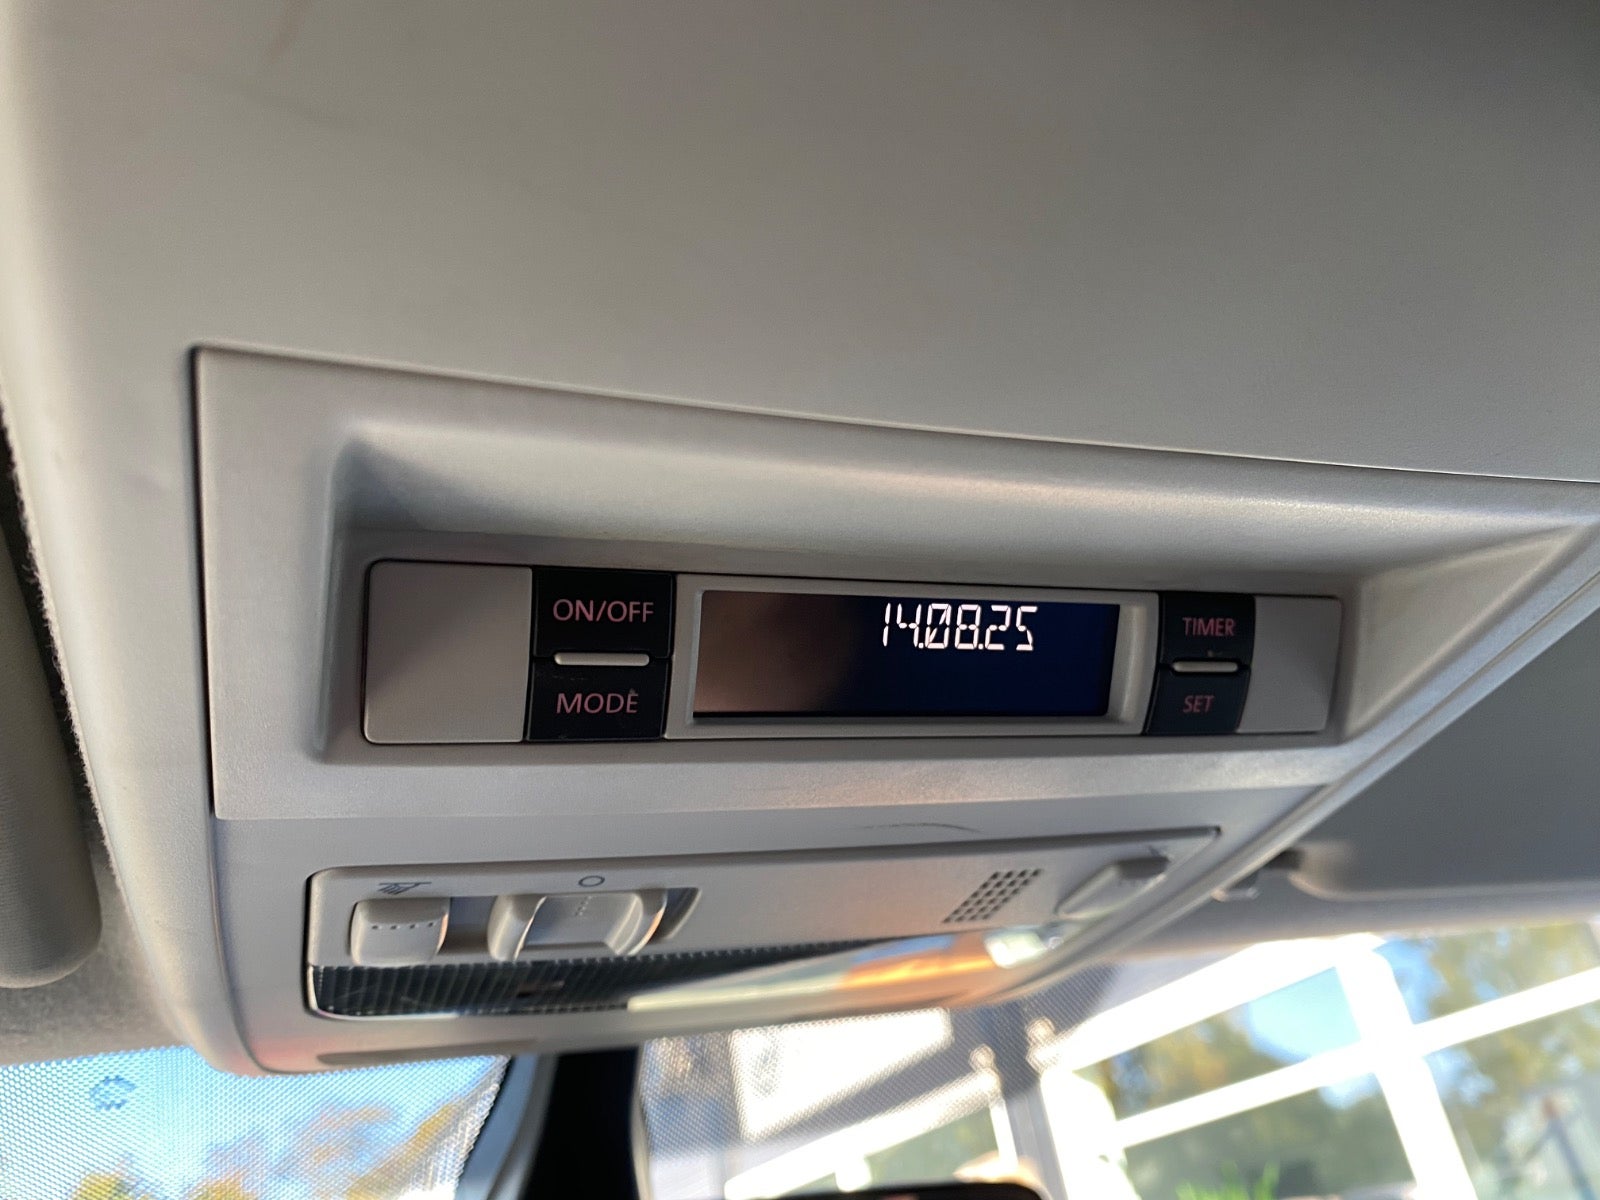 ON/OFF
MODE
14.08.25
TIMER
SET